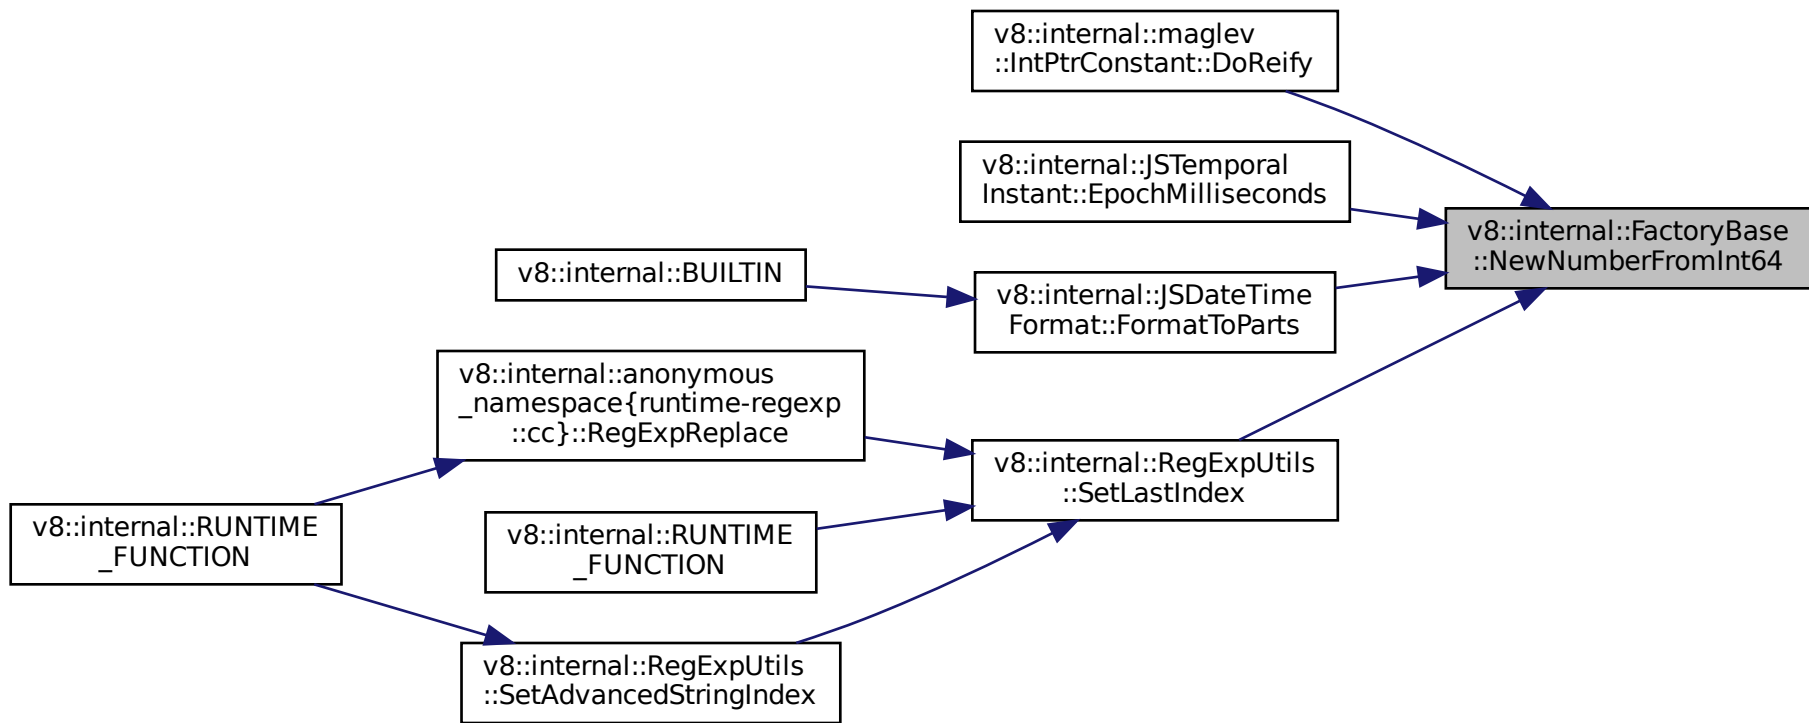 v8::internal::maglev
::IntPtrConstant::DoReify
v8::internal::JSTemporal
Instant::EpochMilliseconds
v8::internal::FactoryBase
::NewNumberFromInt64
v8::internal::BUILTIN
v8::internal::JSDateTime
Format::FormatToParts
v8::internal::anonymous
_namespace{runtime-regexp
::cc}::RegExpReplace
v8::internal::RegExpUtils
::SetLastIndex
v8::internal::RUNTIME
_FUNCTION
v8::internal::RUNTIME
_FUNCTION
v8::internal::RegExpUtils
::SetAdvancedStringIndex